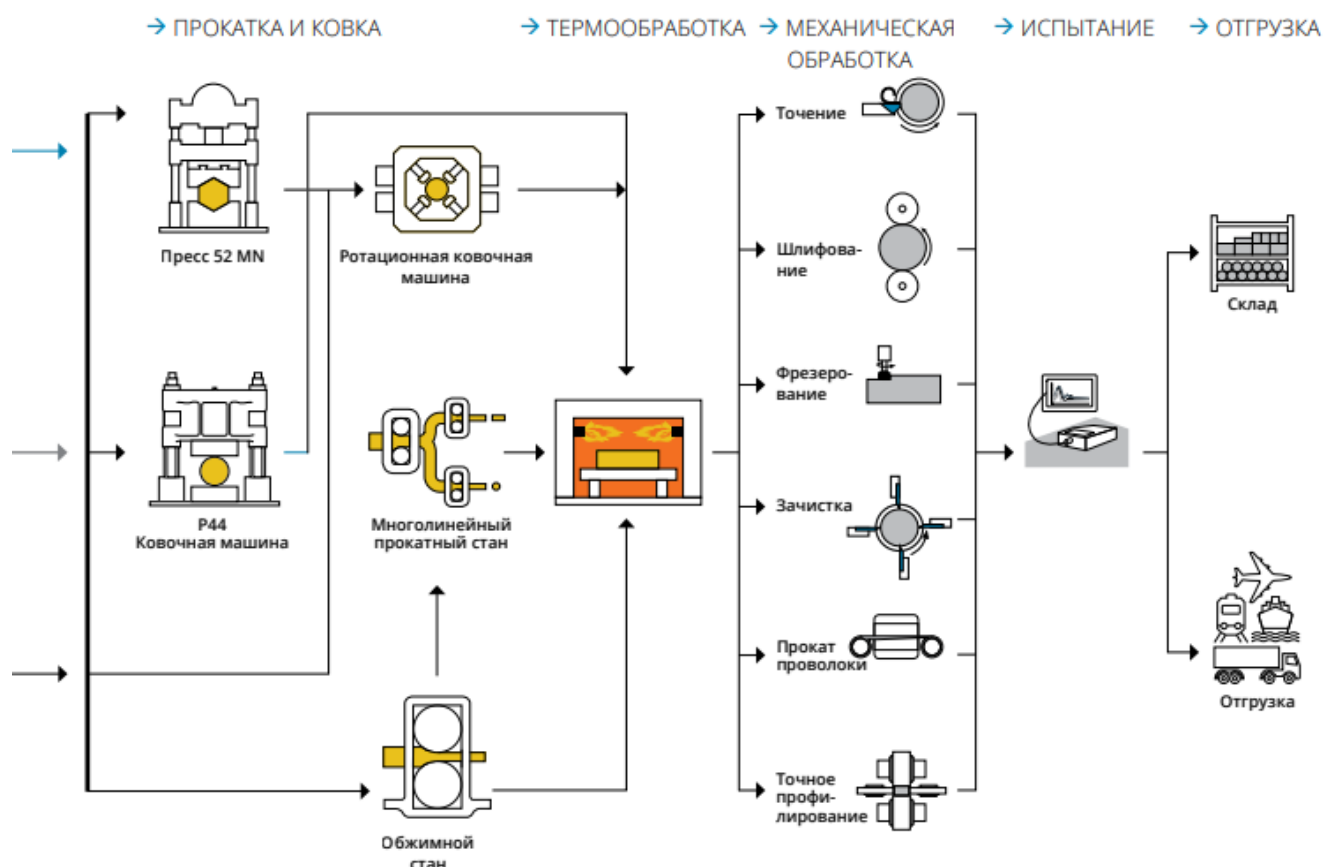 → ПРОКАТКА И КОВКА
→ ТЕРМООБРАБОТКА
→ МЕХАНИЧЕСКАЯ
ОБРАБОТКА
→ ИСПЫТАНИЕ
→ ОТГРУЗКА
Пресс 52 MN
Ротационная ковочная
машина
P44
Ковочная машина
Многолинейный
прокатный стан
Обжимной
стан
Точение
Шлифова-
ние
Фрезеро-
вание
Зачистка
Прокат
проволоки
Точное
профи-
лирование
Склад
Отгрузка